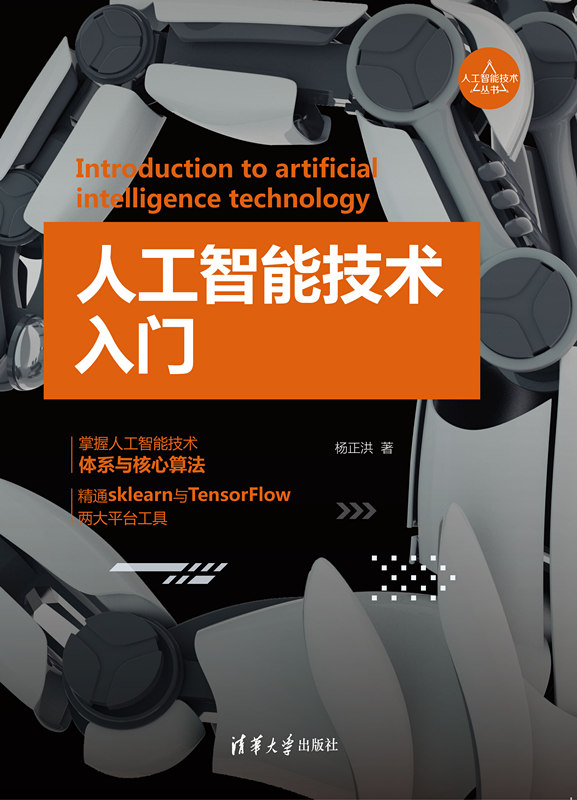 人工智能技术
丛书
Introduction to artificial
intelligence technology
人工智能技术
入门
掌握人工智能技术
体系与核心算法
精通sklearn与TensorFlow
两大平台工具
杨正洪 著
清华大学出版社